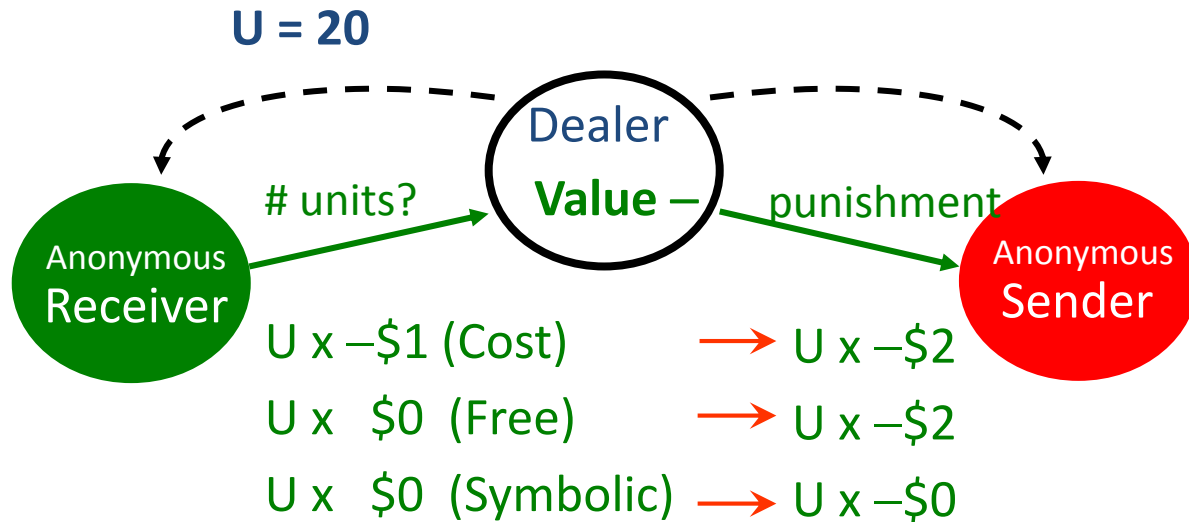 U = 20
Dealer
Value –
# units?
punishment
Anonymous
Receiver
Anonymous
Sender
U x –$1 (Cost)
U x –$2
U x $0 (Free)
U x –$2
U x $0 (Symbolic)
U x –$0